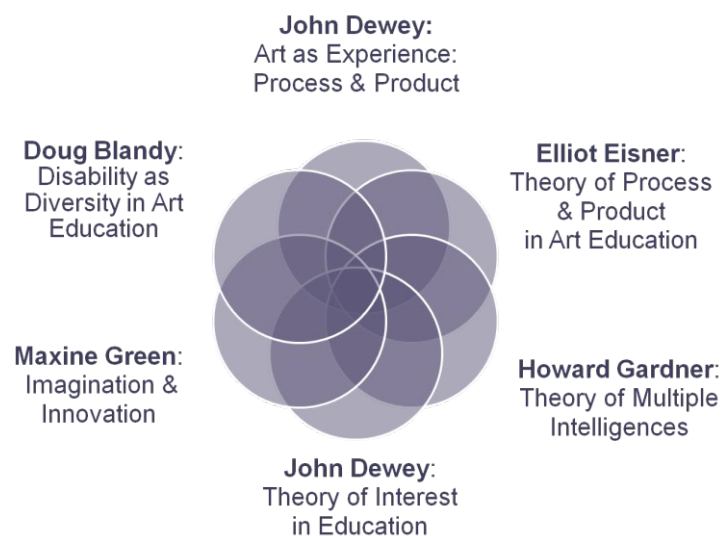 John Dewey:
Art as Experience:
Process & Product
Doug Blandy:
Disability as
Diversity in Art
Education
Elliot Eisner:
Theory of Process
& Product
in Art Education
Maxine Green:
Imagination &
Innovation
Howard Gardner:
Theory of Multiple
Intelligences
John Dewey:
Theory of Interest
in Education